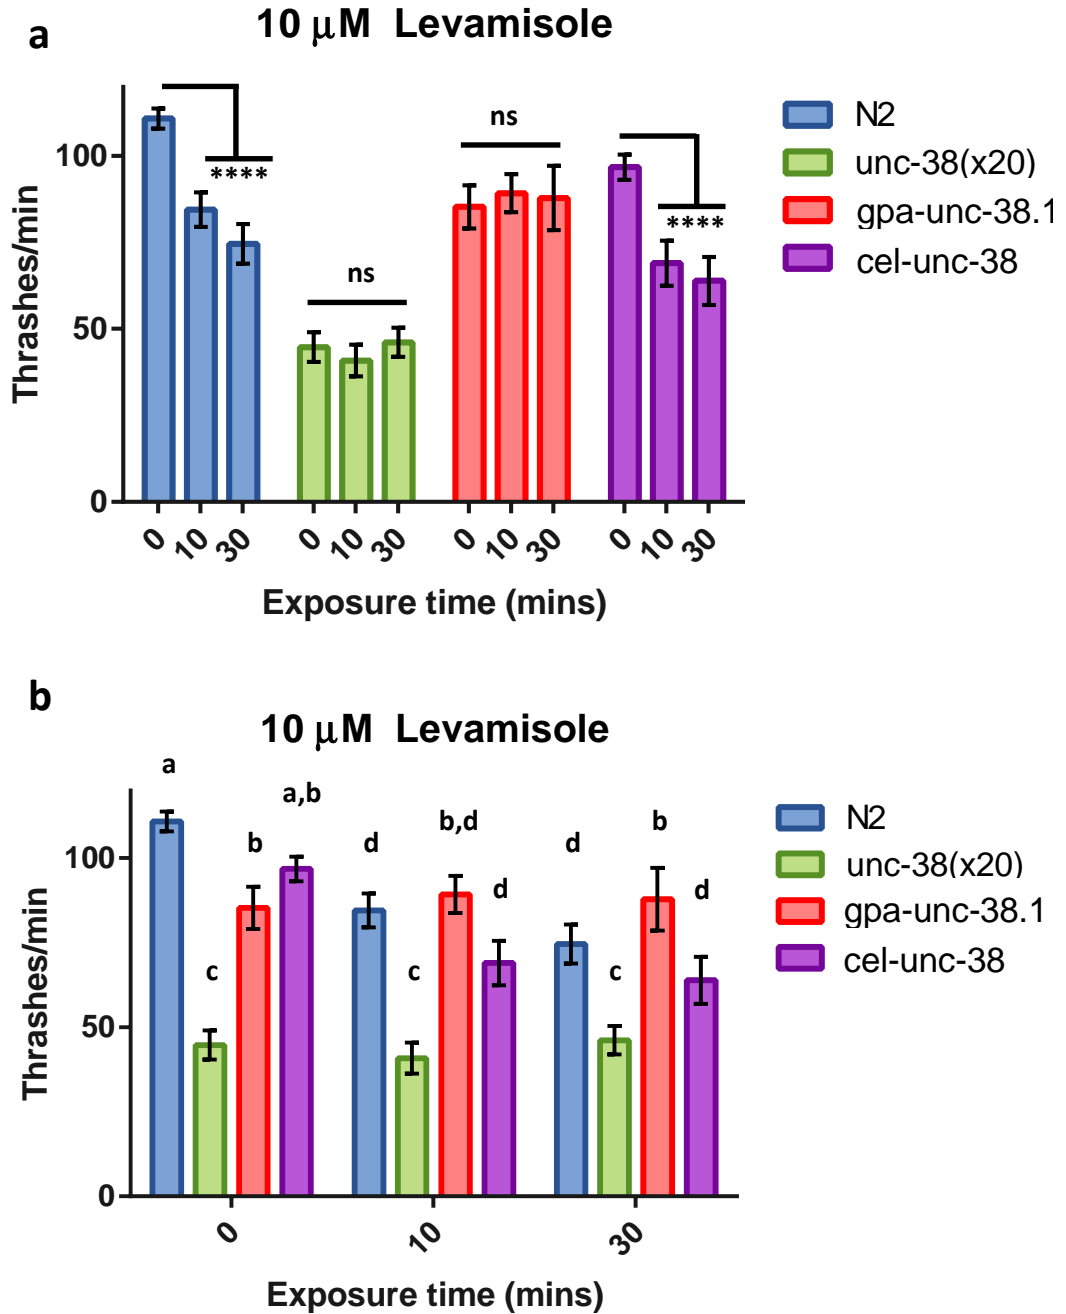 a
10 μM Levamisole
Thrashes/min
100
50
0
****
ns
ns
****
0 10 30 0 10 30 0 10 30 0 10 30
Exposure time (mins)
N2
unc-38(x20)
gpa-unc-38.1
cel-unc-38
b
10 μM Levamisole
Thrashes/min
100
50
0
a c b a,b
d c b,d d
d c b d
0 10 30
Exposure time (mins)
N2
unc-38(x20)
gpa-unc-38.1
cel-unc-38